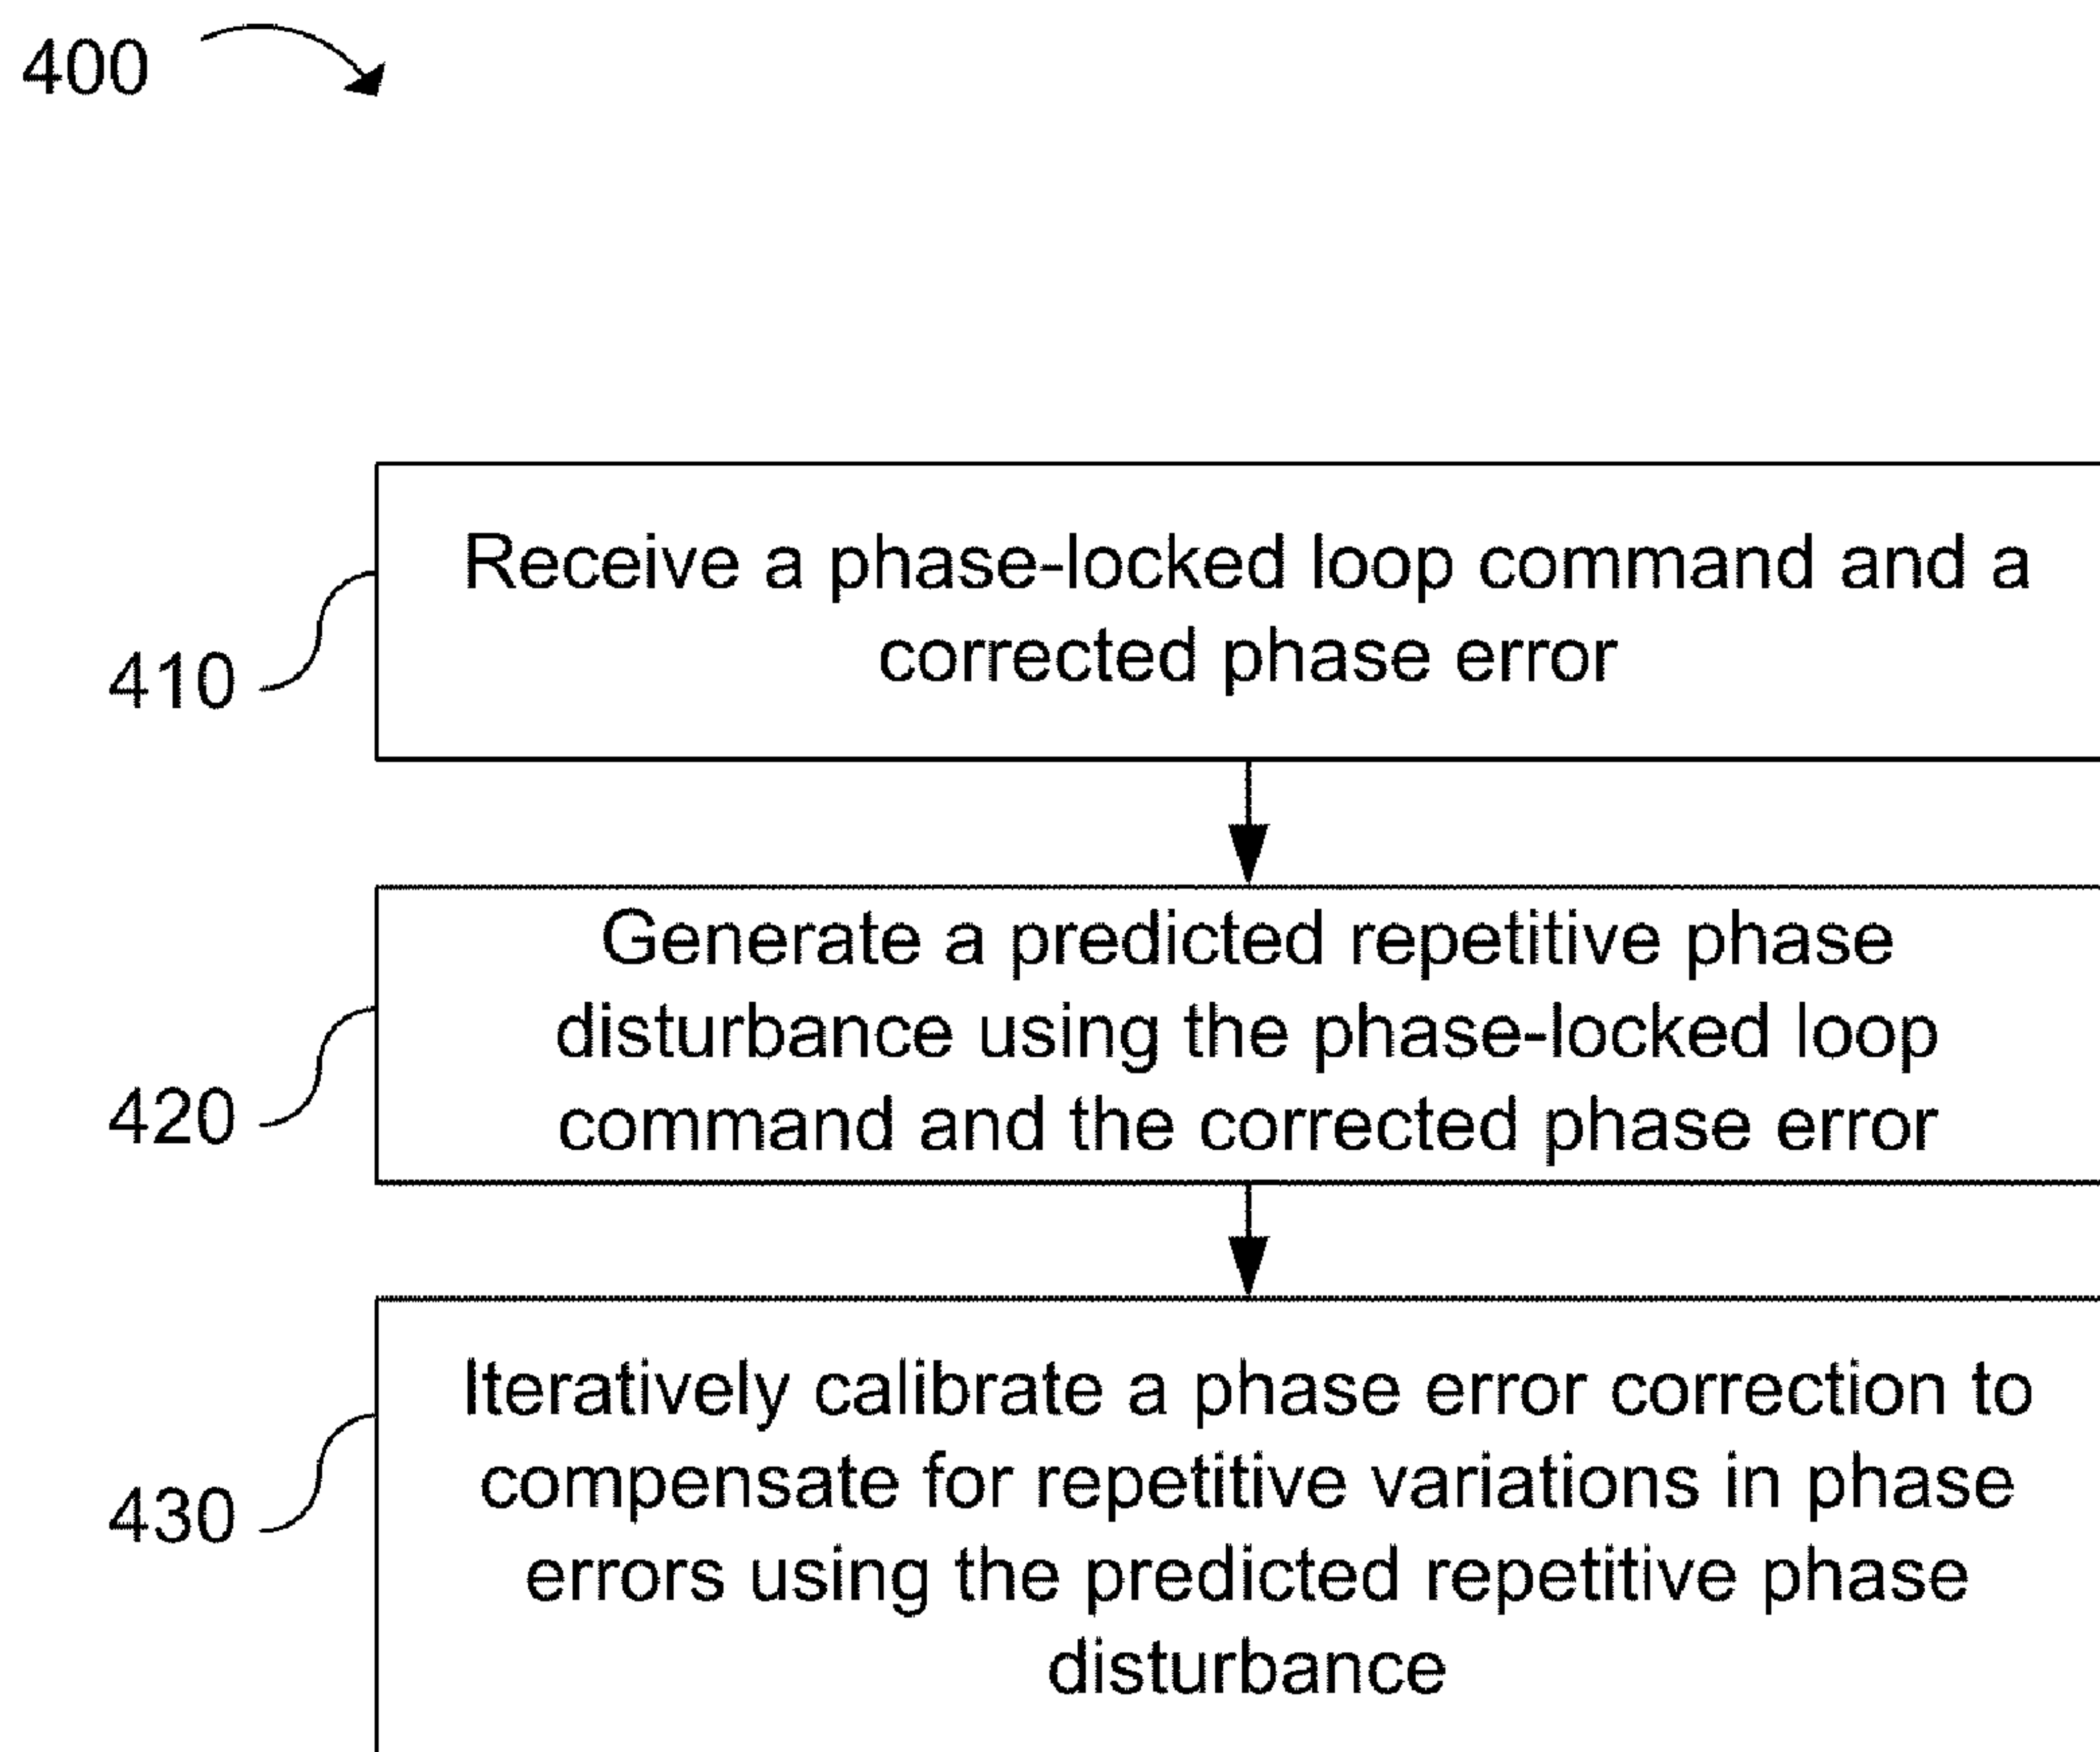 400
410
Receive a phase-locked loop command and a
corrected phase error
420
Generate a predicted repetitive phase
disturbance using the phase-locked loop
command and the corrected phase error
430
Iteratively calibrate a phase error correction to
compensate for repetitive variations in phase
errors using the predicted repetitive phase
disturbance